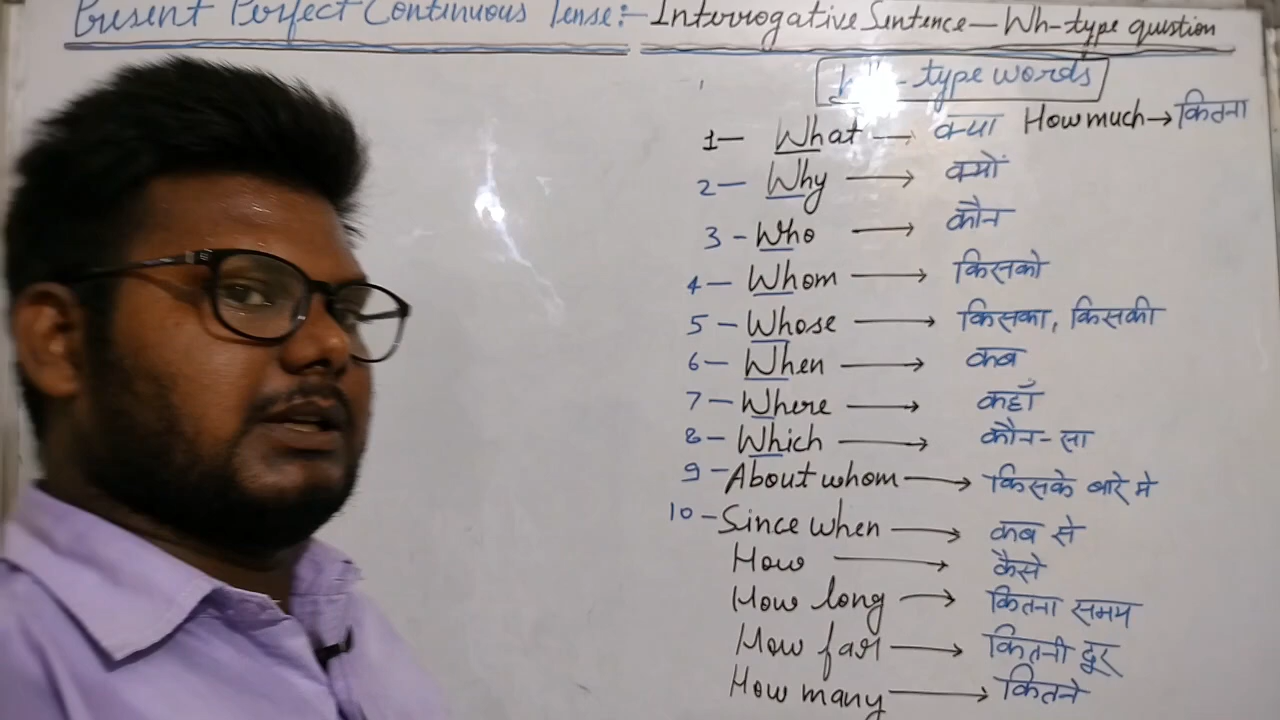 Present Perfect Continuous Tense:- Interrogative Sentence - Wh-type question
Wh-type words
1- What → क्या How much → कितना
2- Why → क्यों
3- Who → कौन
4- Whom → किसको
5- Whose → किसका, किसकी
6- When → कब
7- Where → कहाँ
8- Which → कौन-सा
9- About whom → किसके बारे मे
10- Since when → कब से
How → कैसे
How long → कितना समय
How far → कितनी दूर
How many → कितने